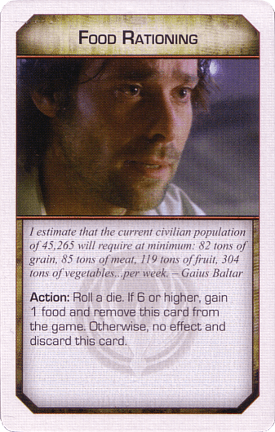 FOOD RATIONING
I estimate that the current civilian population
of 45,265 will require at minimum: 82 tons of
grain, 85 tons of meat, 119 tons of fruit, 304
tons of vegetables...per week. – Gaius Baltar
Action: Roll a die. If 6 or higher, gain
1 food and remove this card from
the game. Otherwise, no effect and
discard this card.